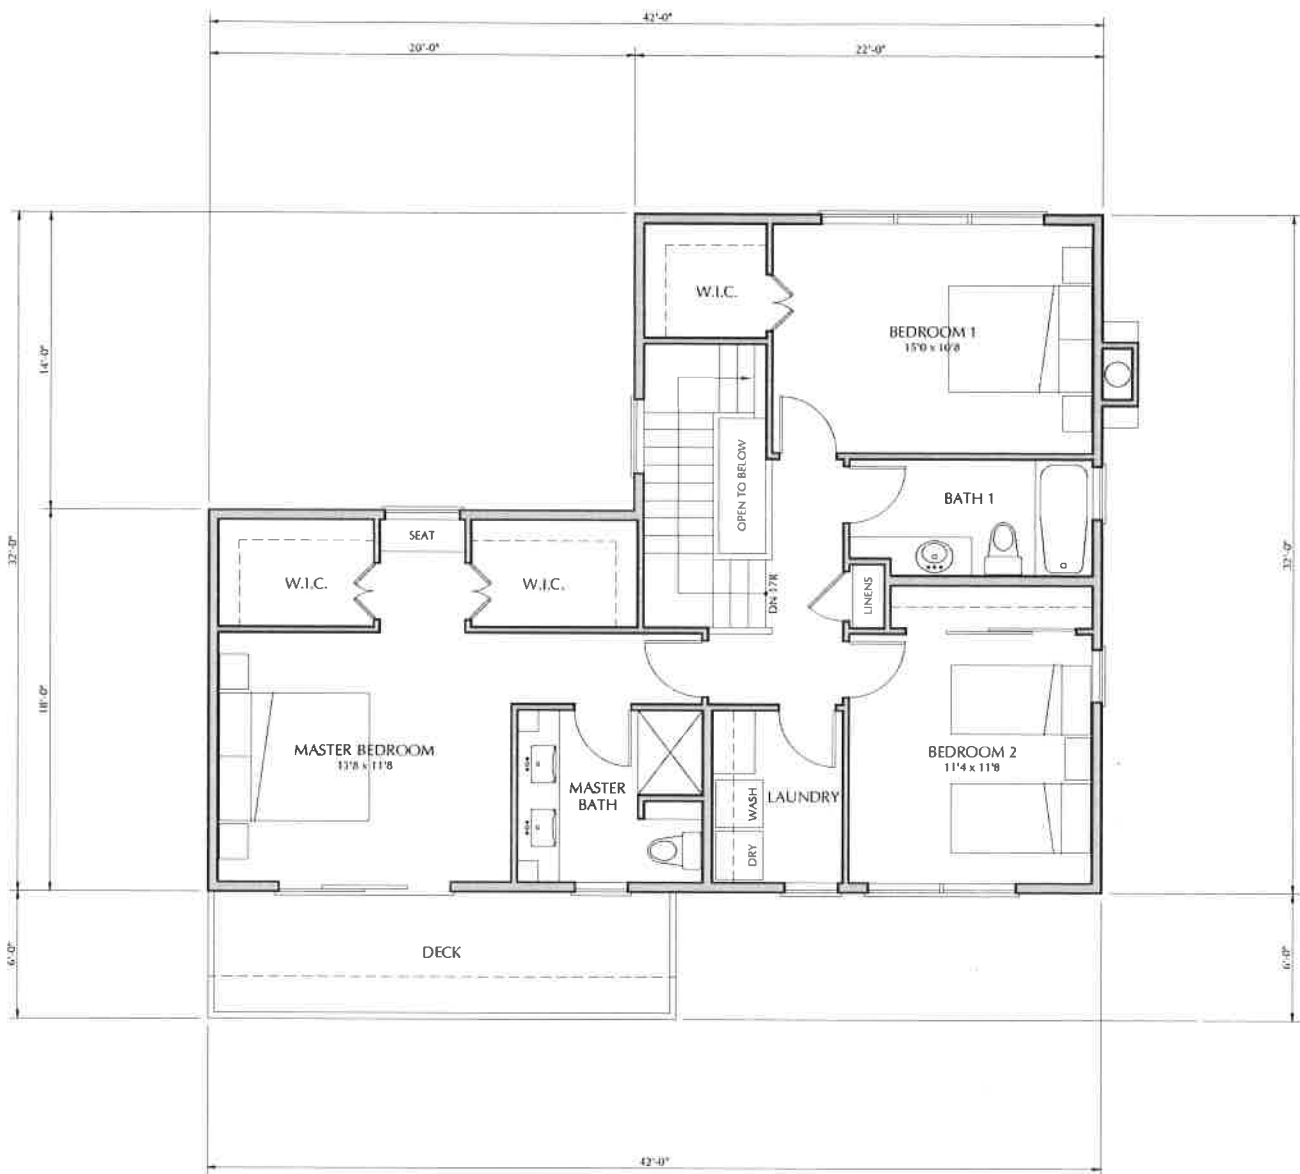 42'-0"
20'-0"
22'-0"
W.I.C.
BEDROOM 1
15'0 x 10'8
14'-0"
OPEN TO BELOW
BATH 1
SEAT
32'-0"
32'-0"
W.I.C.
W.I.C.
DN 17R
LINENS
18'-0"
MASTER BEDROOM
13'8 x 11'8
MASTER
BATH
WASH
LAUNDRY
DRY
BEDROOM 2
11'4 x 11'8
DECK
6'-0"
6'-0"
42'-0"